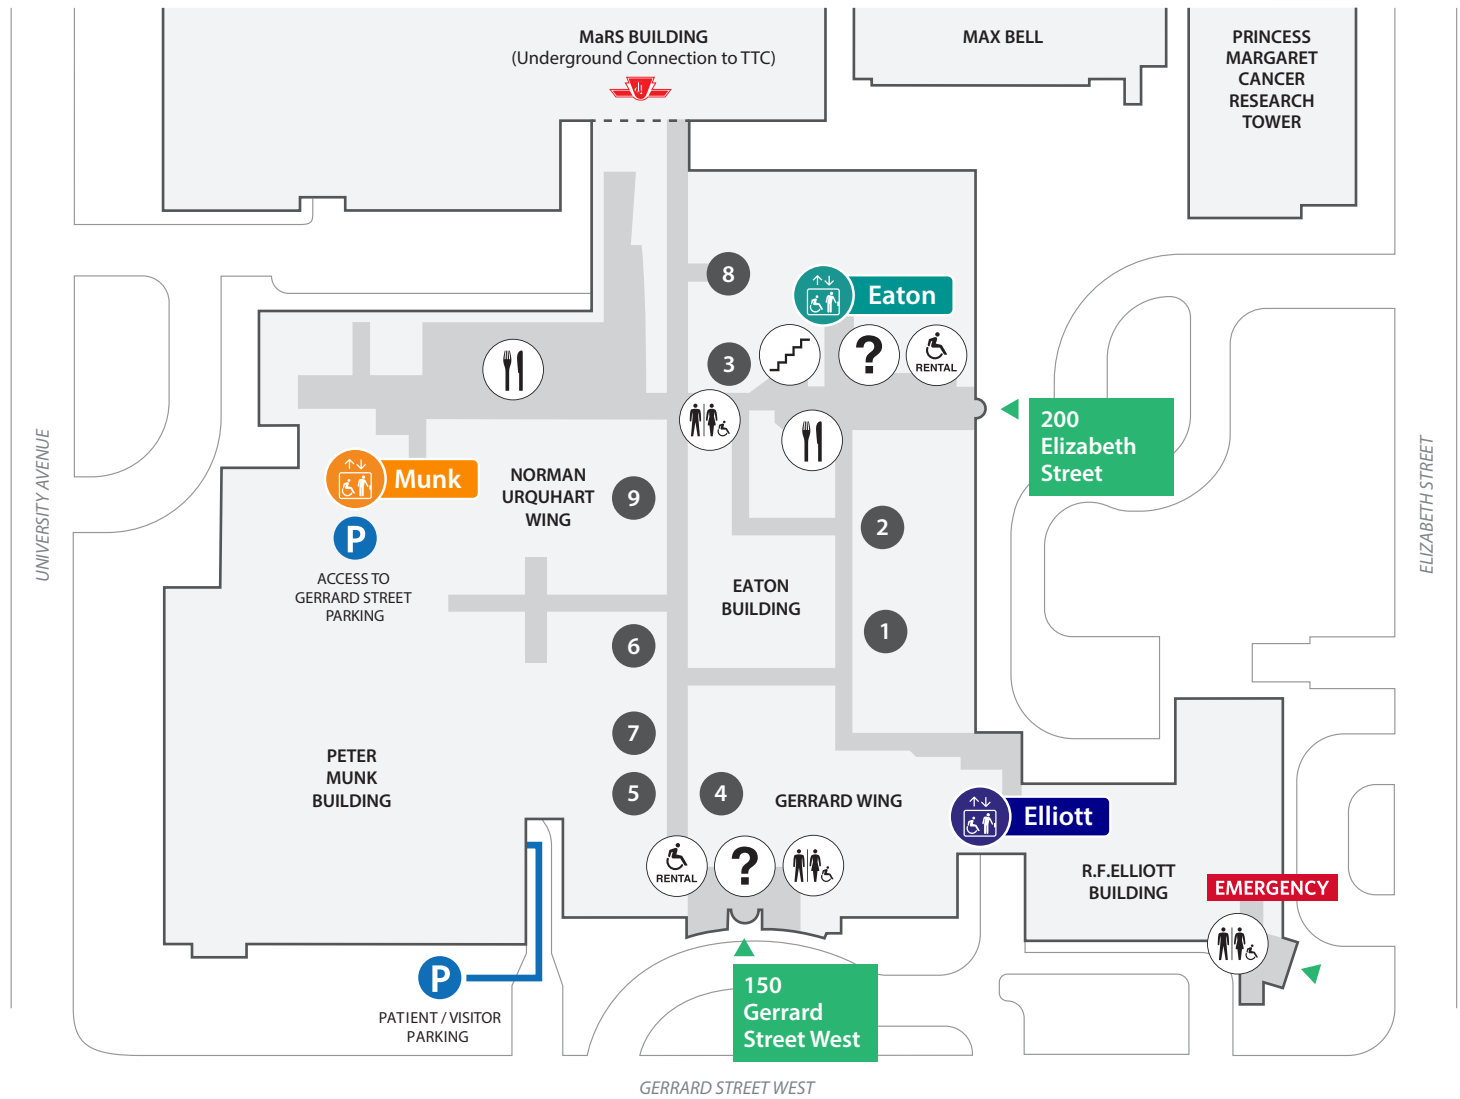 MaRS BUILDING
(Underground Connection to TTC)
MAX BELL
PRINCESS
MARGARET
CANCER
RESEARCH
TOWER
8
Eaton
3
?
RENTAL
200
Elizabeth
Street
UNIVERSITY AVENUE
ELIZABETH STREET
Munk
NORMAN
URQUHART
WING
9
2
P
ACCESS TO
GERRARD STREET
PARKING
EATON
BUILDING
1
6
7
PETER
MUNK
BUILDING
5
4
GERRARD WING
Elliott
RENTAL
?
R.F.ELLIOTT
BUILDING
EMERGENCY
P
PATIENT / VISITOR
PARKING
150
Gerrard
Street West
GERRARD STREET WEST